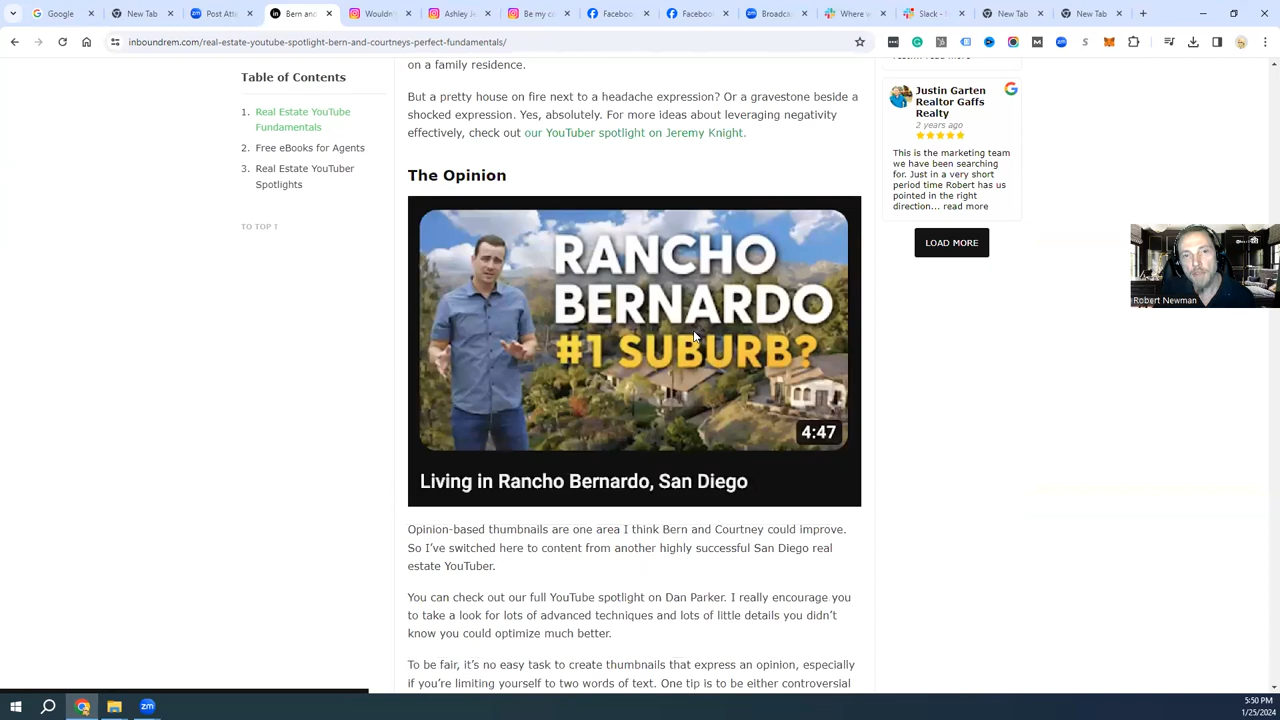 Google
New Tab
Post Att
Bern and
Wouldn'
Ashley Je
Be my co
Faceboo
Faceboo
Broadcas
Where w
Slack -
New Tab
New Tab
inboundrem.com/real-estate-youtube-spotlight-bern-and-courtneys-perfect-fundamentals/
Table of Contents
1. Real Estate YouTube
Fundamentals
2. Free eBooks for Agents
3. Real Estate YouTuber
Spotlights
TO TOP ↑
on a family residence.
But a pretty house on fire next to a headache expression? Or a gravestone beside a
shocked expression. Yes, absolutely. For more ideas about leveraging negativity
effectively, check out our YouTuber spotlight on Jeremy Knight.
The Opinion
RANCHO
BERNARDO
#1 SUBURB?
4:47
Living in Rancho Bernardo, San Diego
Opinion-based thumbnails are one area I think Bern and Courtney could improve.
So I've switched here to content from another highly successful San Diego real
estate YouTuber.
You can check out our full YouTube spotlight on Dan Parker. I really encourage you
to take a look for lots of advanced techniques and lots of little details you didn't
know you could optimize much better.
To be fair, it's no easy task to create thumbnails that express an opinion, especially
if you're limiting yourself to two words of text. One tip is to be either controversial
Justin Garten
Realtor Gaffs
Realty
2 years ago
This is the marketing team
we have been searching
for. Just in a very short
period time Robert has us
pointed in the right
direction... read more
LOAD MORE
Robert Newman
5:50 PM
1/25/2024